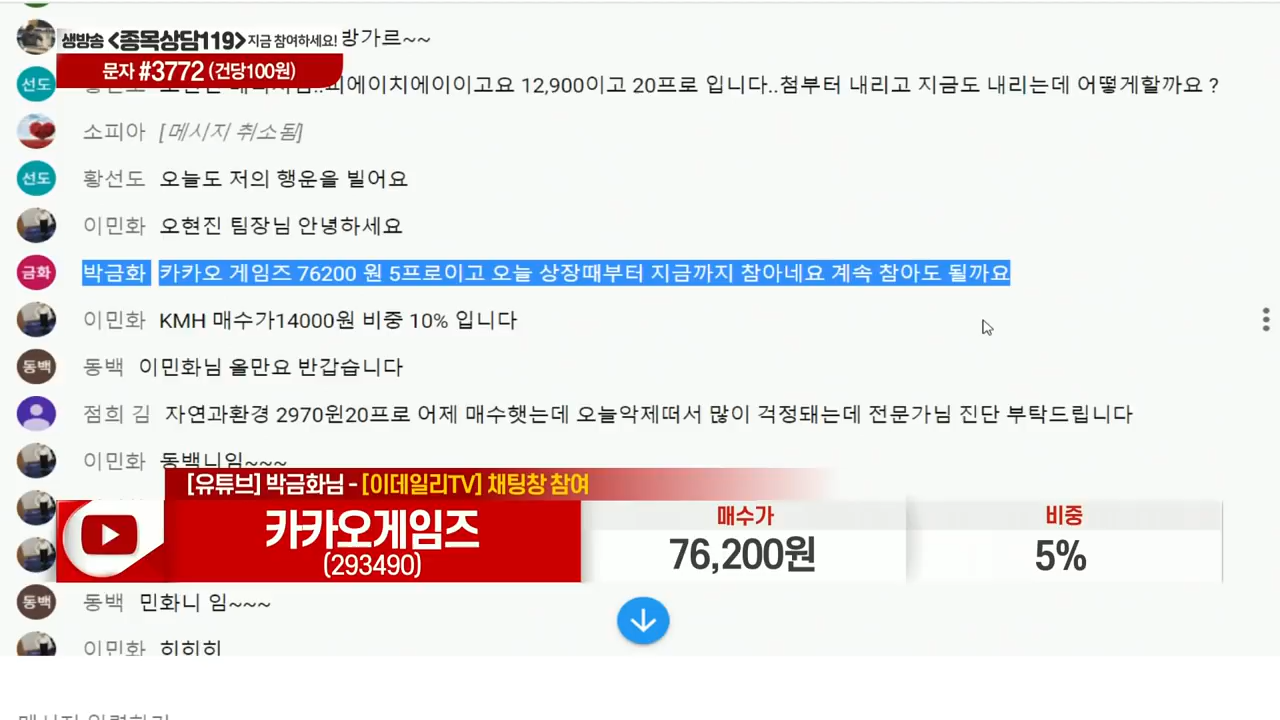 생방송 <종목상담119> 지금 참여하세요! 방가르~~
문자 #3772 (건당100원)
선도 피에이치에이이고요 12,900이고 20프로 입니다..첨부터 내리고 지금도 내리는데 어떻게할까요 ?
소피아 [메시지 취소됨]
선도 황선도 오늘도 저의 행운을 빌어요
이민화 오현진 팀장님 안녕하세요
금화 박금화 카카오 게임즈 76200 원 5프로이고 오늘 상장때부터 지금까지 참아네요 계속 참아도 될까요
이민화 KMH 매수가14000원 비중 10% 입니다
동백 동백 이민화님 올만요 반갑습니다
점희 김 자연과환경 2970원20프로 어제 매수햇는데 오늘악제떠서 많이 걱정돼는데 전문가님 진단 부탁드립니다
이민화 동백니임~~~
[유튜브] 박금화님 - [이데일리TV] 채팅창 참여
카카오게임즈
(293490)
매수가
76,200원
비중
5%
동백 동백 민화니 임~~~
이민화 히히히